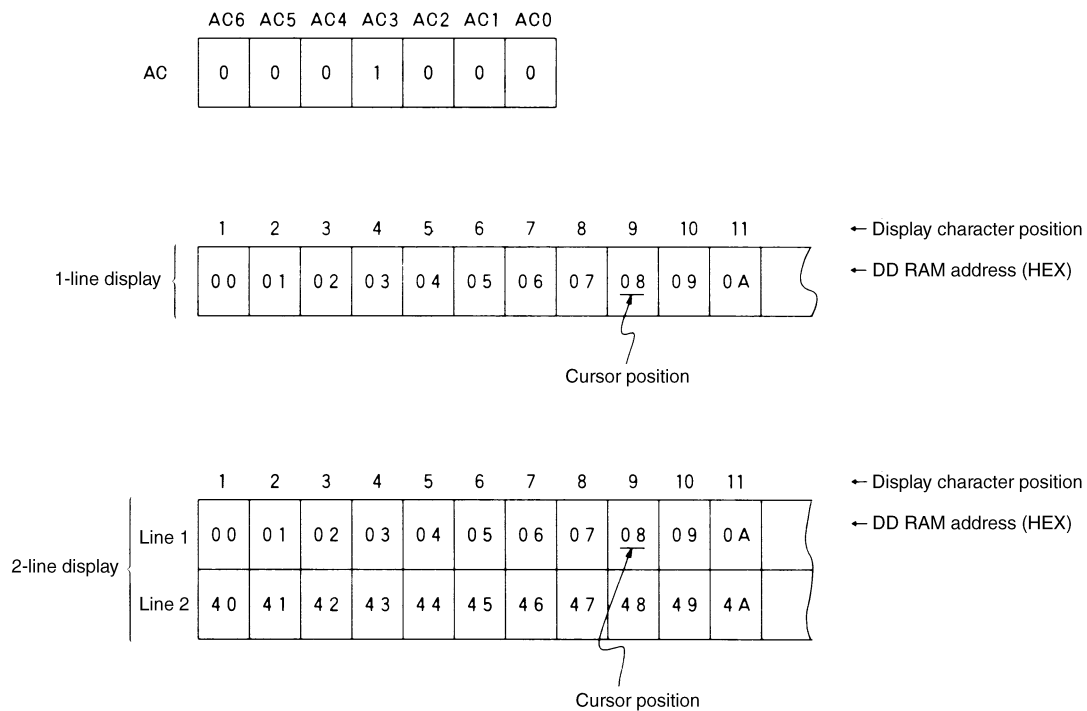 AC6 AC5 AC4 AC3 AC2 AC1 AC0
AC 0 0 0 1 0 0 0
1 2 3 4 5 6 7 8 9 10 11 ← Display character position
1-line display 00 01 02 03 04 05 06 07 08 09 0A ← DD RAM address (HEX)
Cursor position
1 2 3 4 5 6 7 8 9 10 11 ← Display character position
2-line display
Line 1 00 01 02 03 04 05 06 07 08 09 0A ← DD RAM address (HEX)
Line 2 40 41 42 43 44 45 46 47 48 49 4A
Cursor position